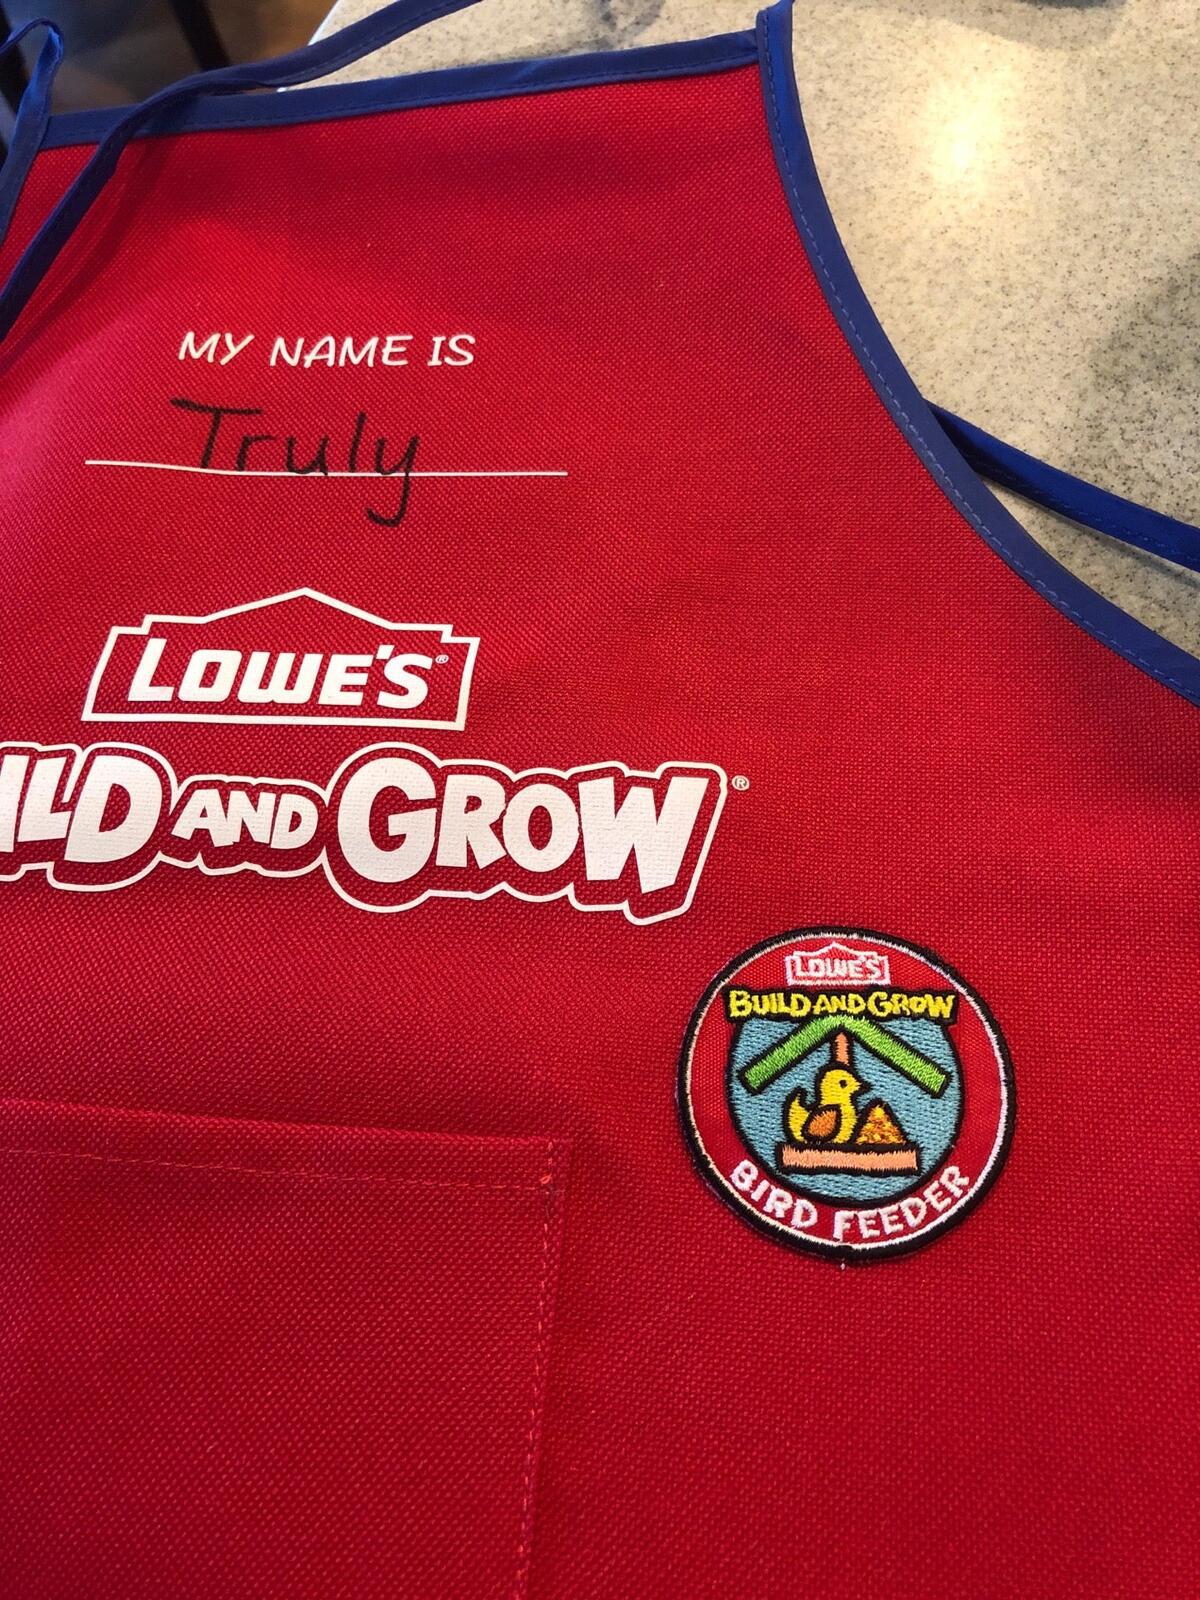 MY NAME IS
Truly
LOWE'S®
ILD AND GROW®
LOWE'S
BUILD AND GROW
BIRD FEEDER